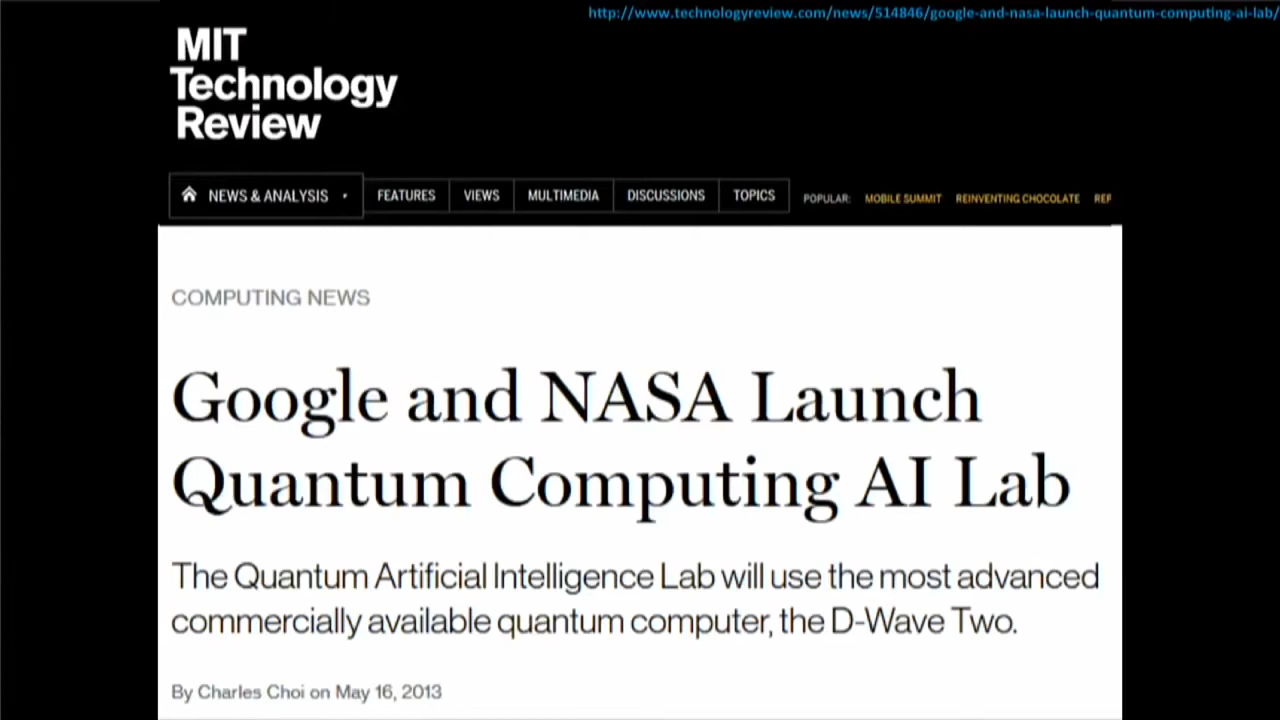 http://www.technologyreview.com/news/514846/google-and-nasa-launch-quantum-computing-ai-lab/
MIT
Technology
Review
NEWS & ANALYSIS FEATURES VIEWS MULTIMEDIA DISCUSSIONS TOPICS POPULAR: MOBILE SUMMIT REINVENTING CHOCOLATE
COMPUTING NEWS
Google and NASA Launch
Quantum Computing AI Lab
The Quantum Artificial Intelligence Lab will use the most advanced
commercially available quantum computer, the D-Wave Two.
By Charles Choi on May 16, 2013